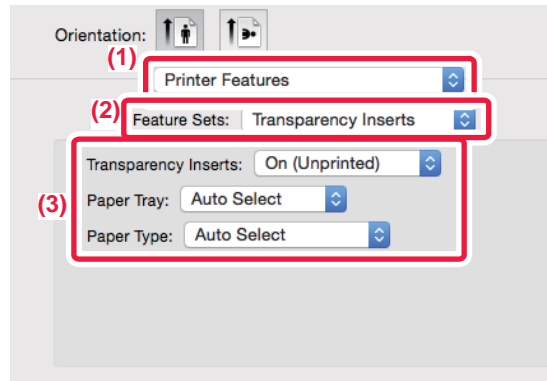 Orientation:
(1)
Printer Features
(2)
Feature Sets: Transparency Inserts
(3)
Transparency Inserts: On (Unprinted)
Paper Tray: Auto Select
Paper Type: Auto Select